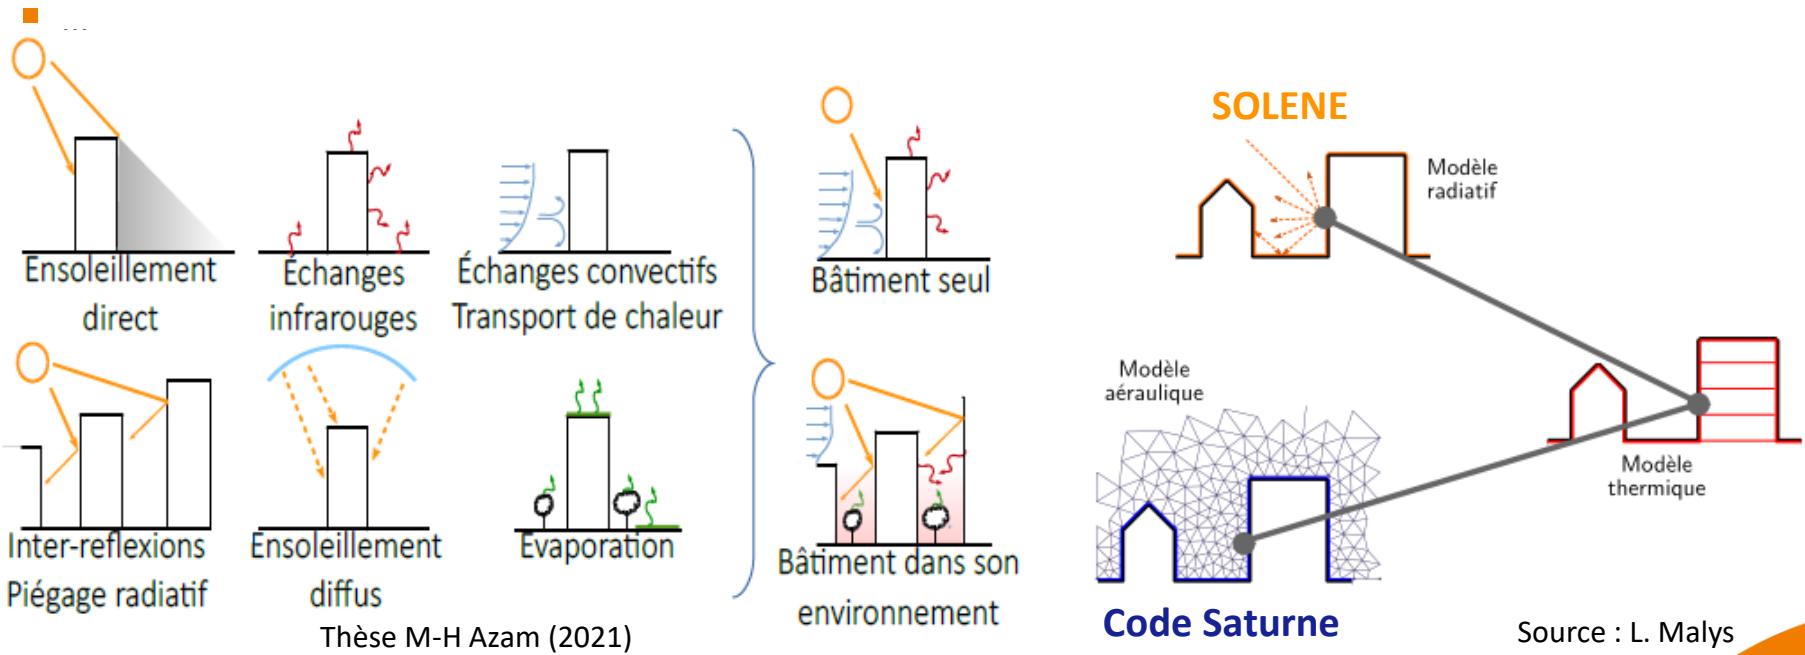 ...
Ensoleillement
direct
Échanges
infrarouges
Échanges convectifs
Transport de chaleur
Bâtiment seul
Inter-reflexions
Piégage radiatif
Ensoleillement
diffus
Evaporation
Bâtiment dans son
environnement
Thèse M-H Azam (2021)
SOLENE
Modèle
radiatif
Modèle
aéraulique
Modèle
thermique
Code Saturne
Source : L. Malys